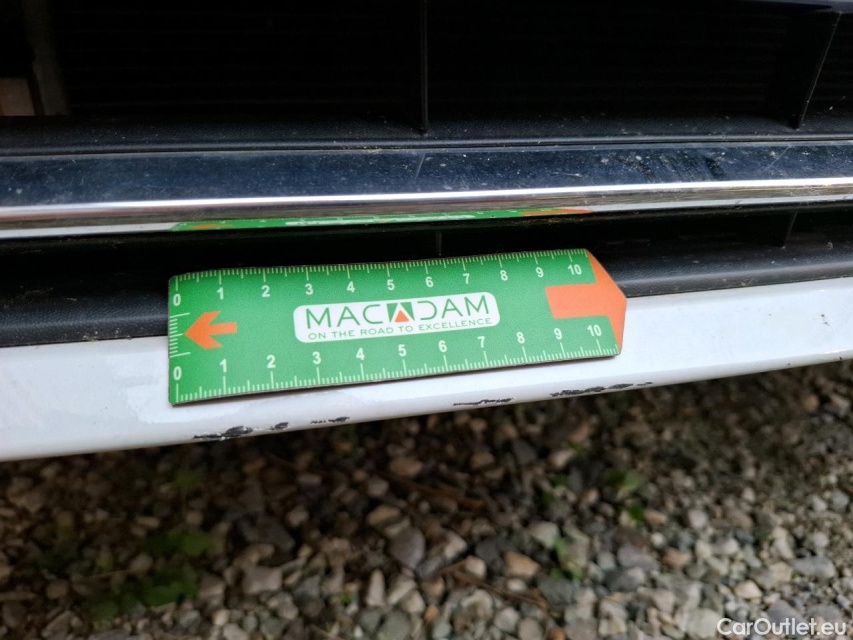 0 1 2 3 4 5 6 7 8 9 10
MACADAM
ON THE ROAD TO EXCELLENCE
0 1 2 3 4 5 6 7 8 9 10
CarOutlet.eu